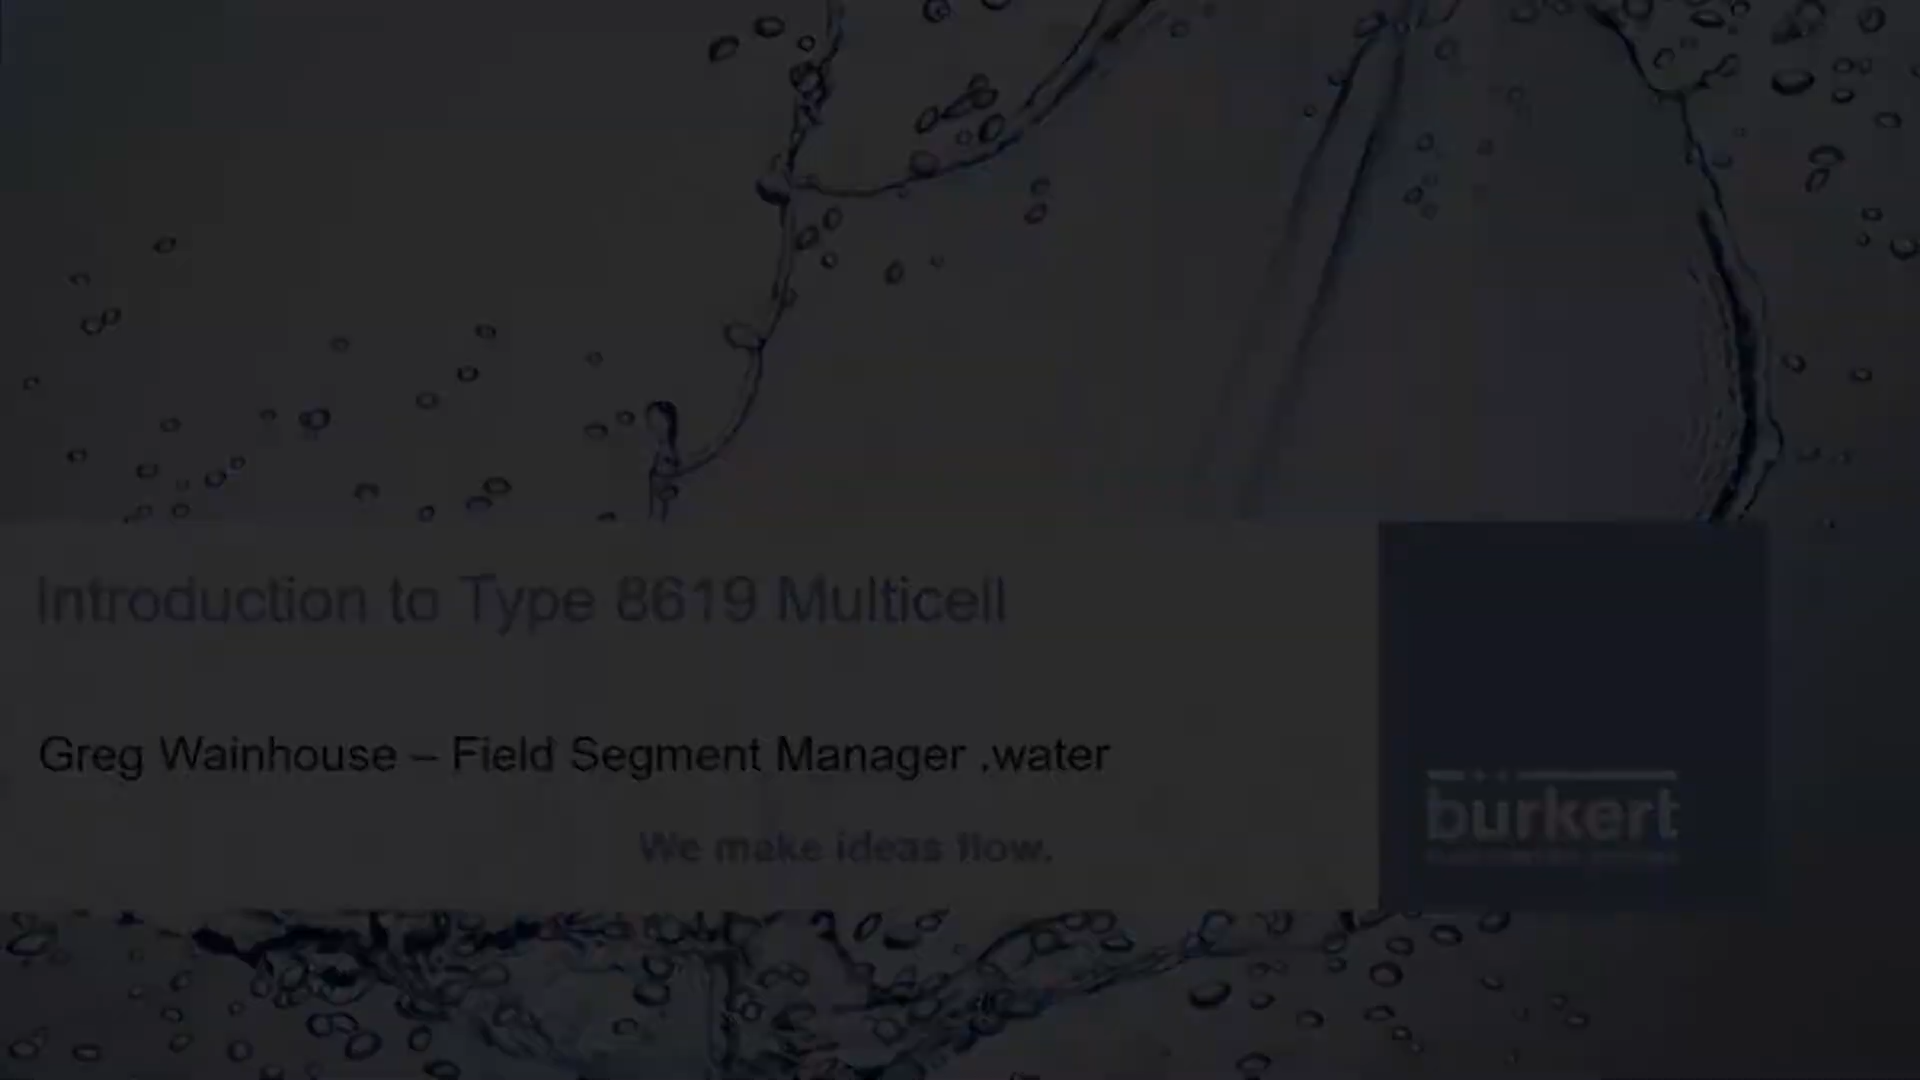 Introduction to Type 8619 Multicell
Greg Wainhouse – Field Segment Manager .water
We make ideas flow.
burkert